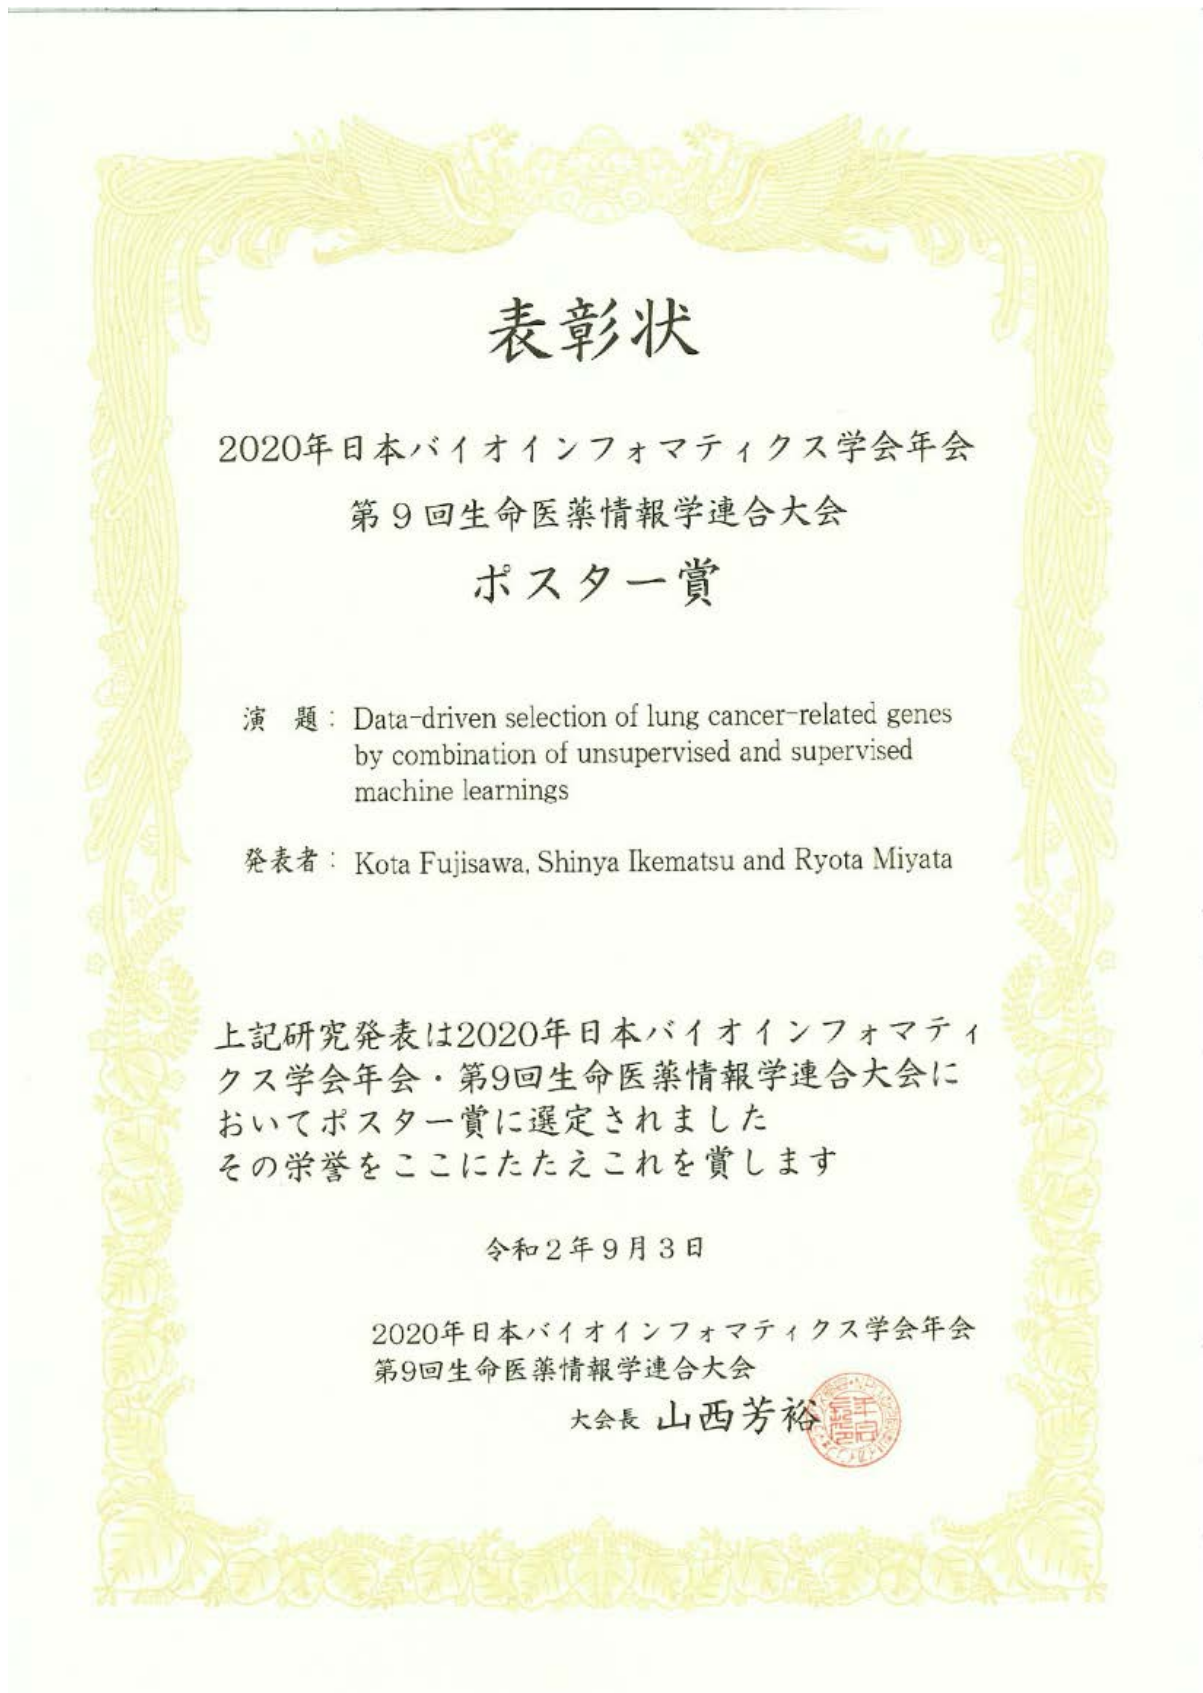 表彰状
2020年日本バイオインフォマティクス学会年会
第9回生命医薬情報学連合大会
ポスター賞
演　題：Data-driven selection of lung cancer-related genes
by combination of unsupervised and supervised
machine learnings
発表者：Kota Fujisawa, Shinya Ikematsu and Ryota Miyata
上記研究発表は2020年日本バイオインフォマティ
クス学会年会・第9回生命医薬情報学連合大会に
おいてポスター賞に選定されました
その栄誉をここにたたえこれを賞します
令和2年9月3日
2020年日本バイオインフォマティクス学会年会
第9回生命医薬情報学連合大会
大会長 山西芳裕